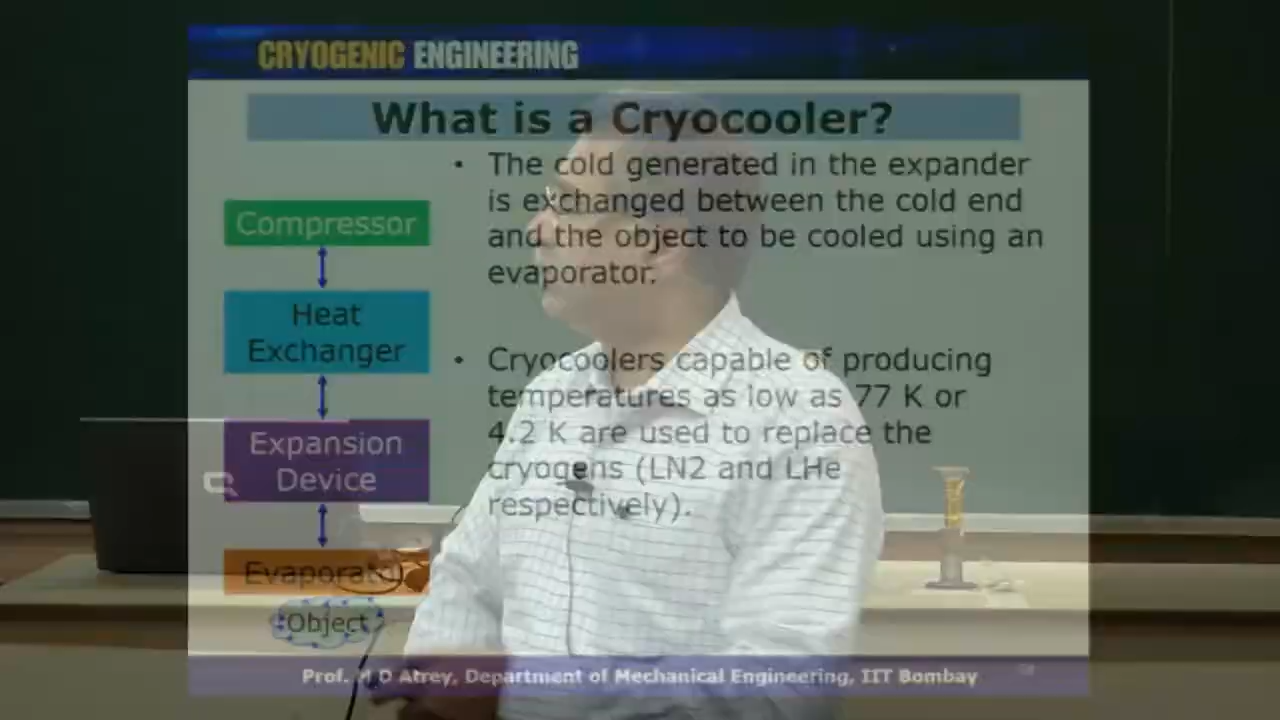 CRYOGENIC ENGINEERING
What is a Cryocooler?
Compressor
Heat
Exchanger
Expansion
Device
Evaporator
Object
• The cold generated in the expander
is exchanged between the cold end
and the object to be cooled using an
evaporator.
• Cryocoolers capable of producing
temperatures as low as 77 K or
4.2 K are used to replace the
cryogens (LN2 and LHe
respectively).
Prof. M D Atrey, Department of Mechanical Engineering, IIT Bombay